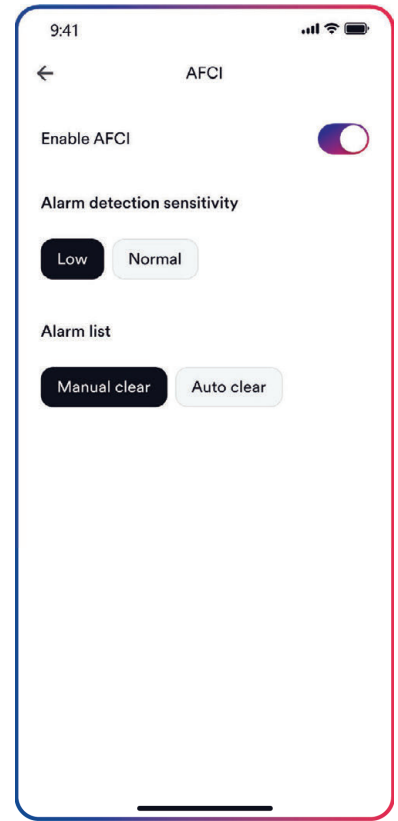 9:41
AFCI
Enable AFCI
Alarm detection sensitivity
Low Normal
Alarm list
Manual clear Auto clear